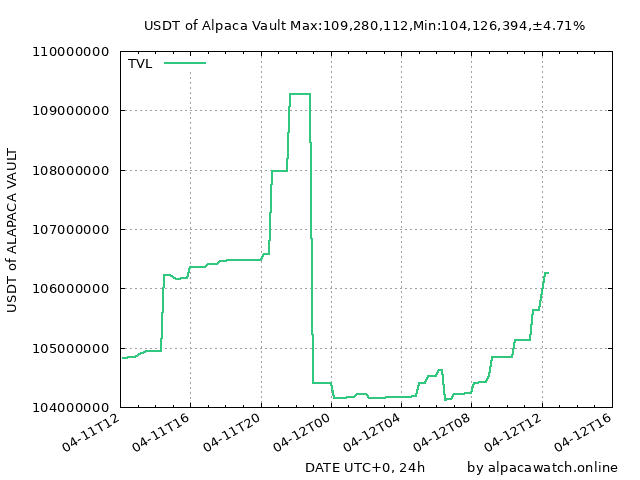 USDT of Alpaca Vault Max:109,280,112,Min:104,126,394,±4.71%
TVL
110000000
109000000
108000000
107000000
106000000
105000000
104000000
USDT of ALAPACA VAULT
04-11T12
04-11T16
04-11T20
04-12T00
04-12T04
04-12T08
04-12T12
04-12T16
DATE UTC+0, 24h
by alpacawatch.online